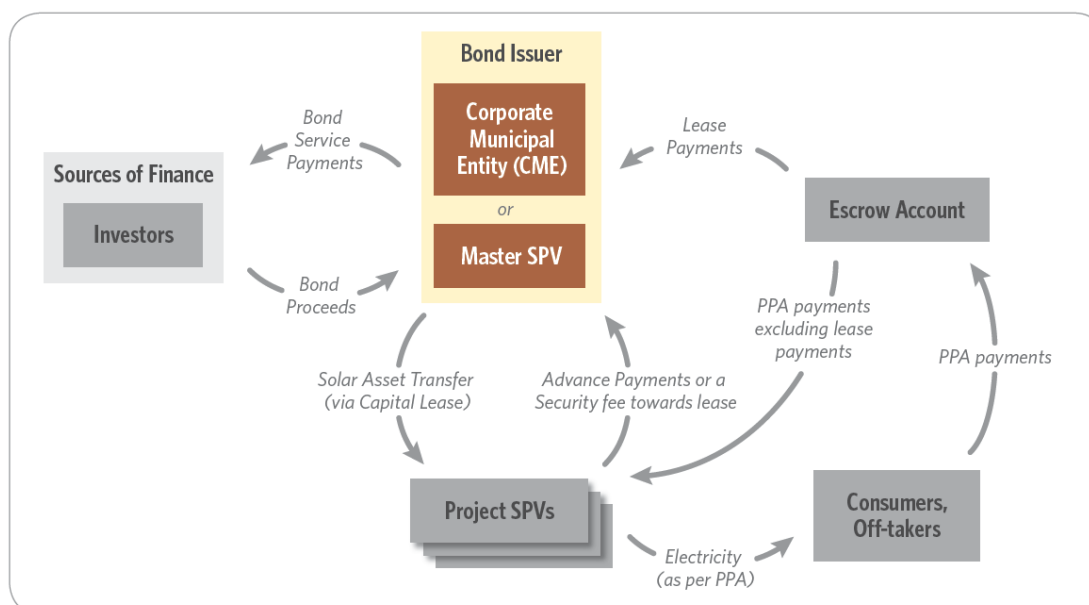 Bond Issuer
Corporate
Municipal
Entity (CME)
or
Master SPV
Bond
Service
Payments
Sources of Finance
Investors
Bond
Proceeds
Lease
Payments
Escrow Account
PPA payments
excluding lease
payments
PPA payments
Solar Asset Transfer
(via Capital Lease)
Advance Payments or a
Security fee towards lease
Project SPVs
Electricity
(as per PPA)
Consumers,
Off-takers